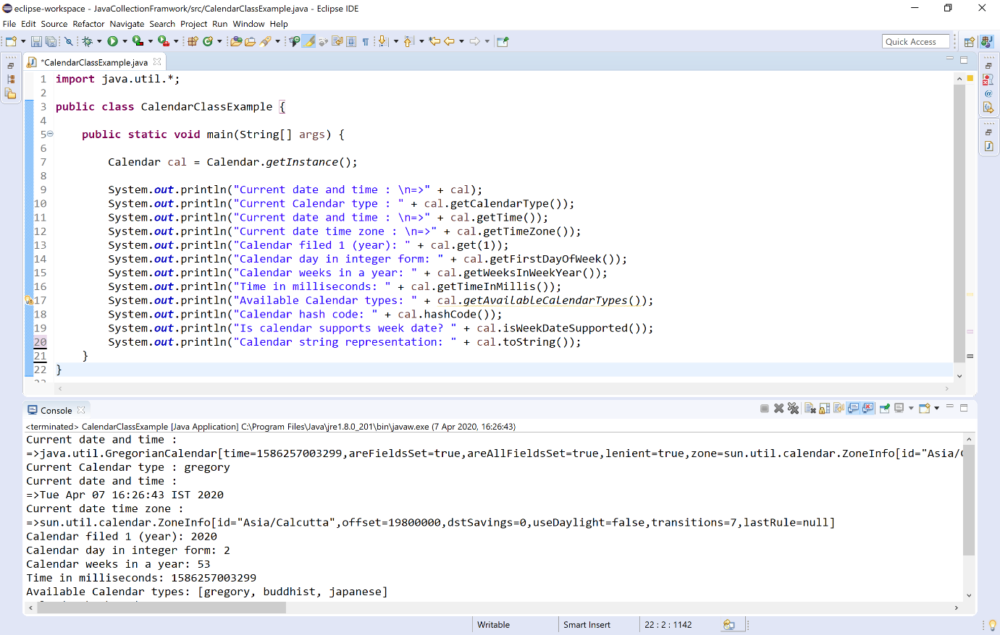 eclipse-workspace - JavaCollectionFramwork/src/CalendarClassExample.java - Eclipse IDE
File Edit Source Refactor Navigate Search Project Run Window Help
Quick Access
*CalendarClassExample.java
1 import java.util.*;
2
3 public class CalendarClassExample {
4
5 public static void main(String[] args) {
6
7 Calendar cal = Calendar.getInstance();
8
9 System.out.println("Current date and time : \n=>" + cal);
10 System.out.println("Current Calendar type : " + cal.getCalendarType());
11 System.out.println("Current date and time : \n=>" + cal.getTime());
12 System.out.println("Current date time zone : \n=>" + cal.getTimeZone());
13 System.out.println("Calendar filed 1 (year): " + cal.get(1));
14 System.out.println("Calendar day in integer form: " + cal.getFirstDayOfWeek());
15 System.out.println("Calendar weeks in a year: " + cal.getWeeksInWeekYear());
16 System.out.println("Time in milliseconds: " + cal.getTimeInMillis());
17 System.out.println("Available Calendar types: " + cal.getAvailableCalendarTypes());
18 System.out.println("Calendar hash code: " + cal.hashCode());
19 System.out.println("Is calendar supports week date? " + cal.isWeekDateSupported());
20 System.out.println("Calendar string representation: " + cal.toString());
21 }
22 }
Console
<terminated> CalendarClassExample [Java Application] C:\Program Files\Java\jre1.8.0_201\bin\javaw.exe (7 Apr 2020, 16:26:43)
Current date and time :
=>java.util.GregorianCalendar[time=1586257003299,areFieldsSet=true,areAllFieldsSet=true,lenient=true,zone=sun.util.calendar.ZoneInfo[id="Asia/
Current Calendar type : gregory
Current date and time :
=>Tue Apr 07 16:26:43 IST 2020
Current date time zone :
=>sun.util.calendar.ZoneInfo[id="Asia/Calcutta",offset=19800000,dstSavings=0,useDaylight=false,transitions=7,lastRule=null]
Calendar filed 1 (year): 2020
Calendar day in integer form: 2
Calendar weeks in a year: 53
Time in milliseconds: 1586257003299
Available Calendar types: [gregory, buddhist, japanese]
Writable Smart Insert 22 : 2 : 1142